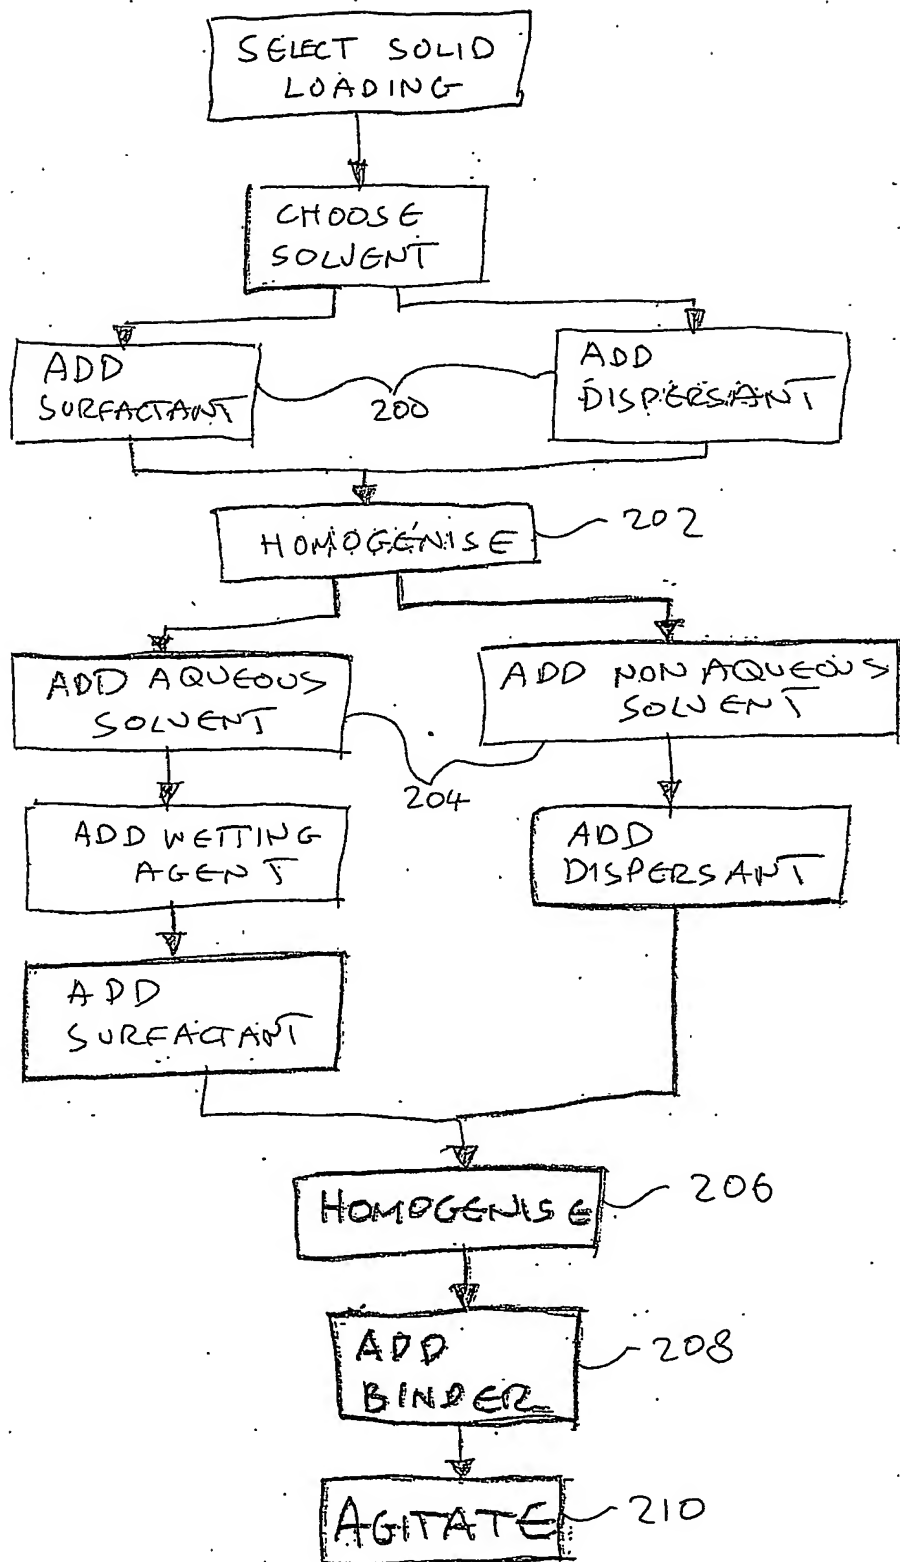 SELECT SOLID
LOADING
CHOOSE
SOLVENT
ADD
SURFACTANT
200
ADD
DISPERSANT
HOMOGENISE
202
ADD AQUEOUS
SOLVENT
ADD NON AQUEOUS
SOLVENT
204
ADD WETTING
AGENT
ADD
DISPERSANT
ADD
SURFACTANT
HOMOGENISE
206
ADD
BINDER
208
AGITATE
210